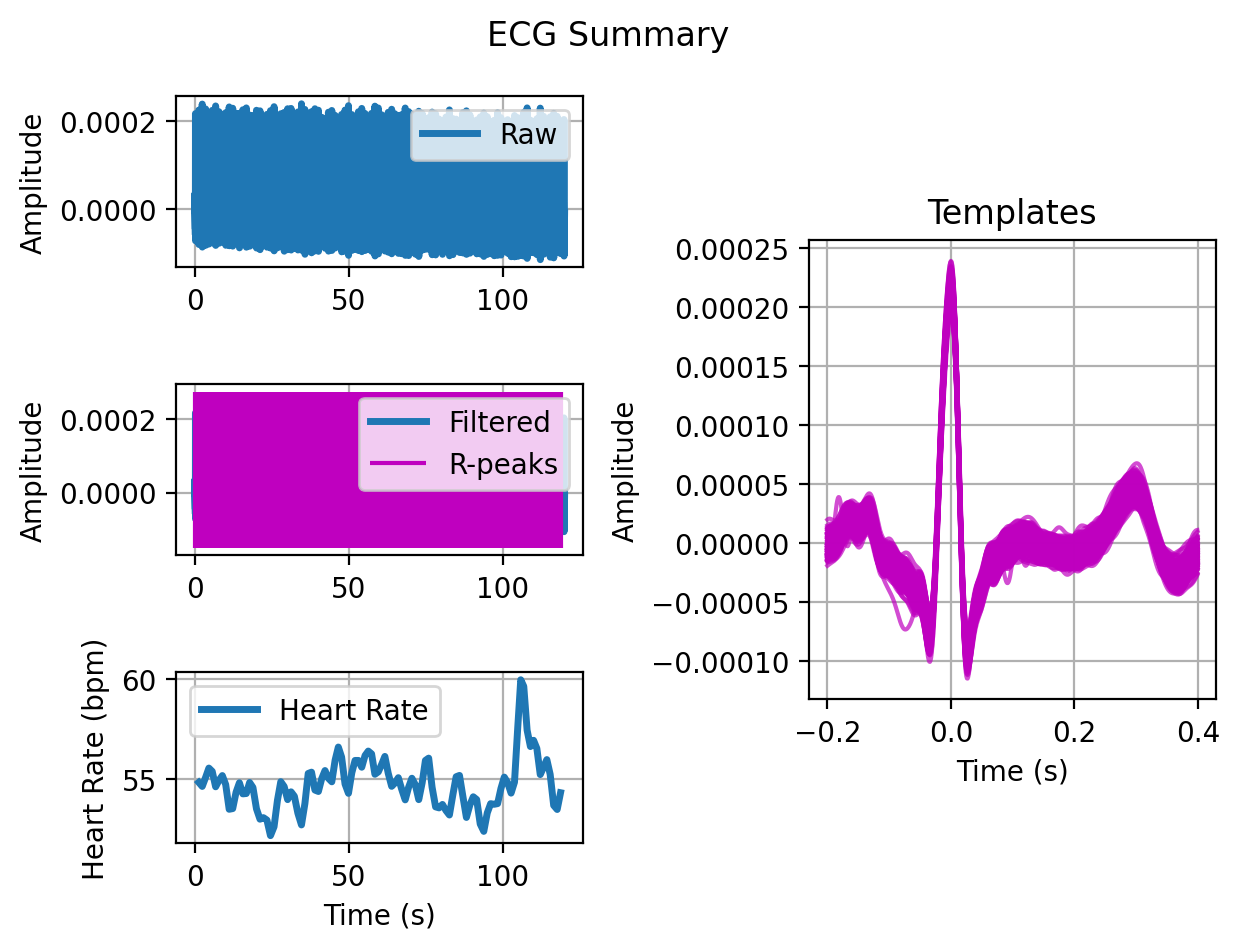 ECG Summary
Amplitude
0.0002
0.0000
Raw
0
50
100
Amplitude
0.0002
0.0000
Filtered
R-peaks
0
50
100
Heart Rate (bpm)
60
55
Heart Rate
0
50
100
Time (s)
Templates
Amplitude
0.00025
0.00020
0.00015
0.00010
0.00005
0.00000
−0.00005
−0.00010
−0.2
0.0
0.2
0.4
Time (s)